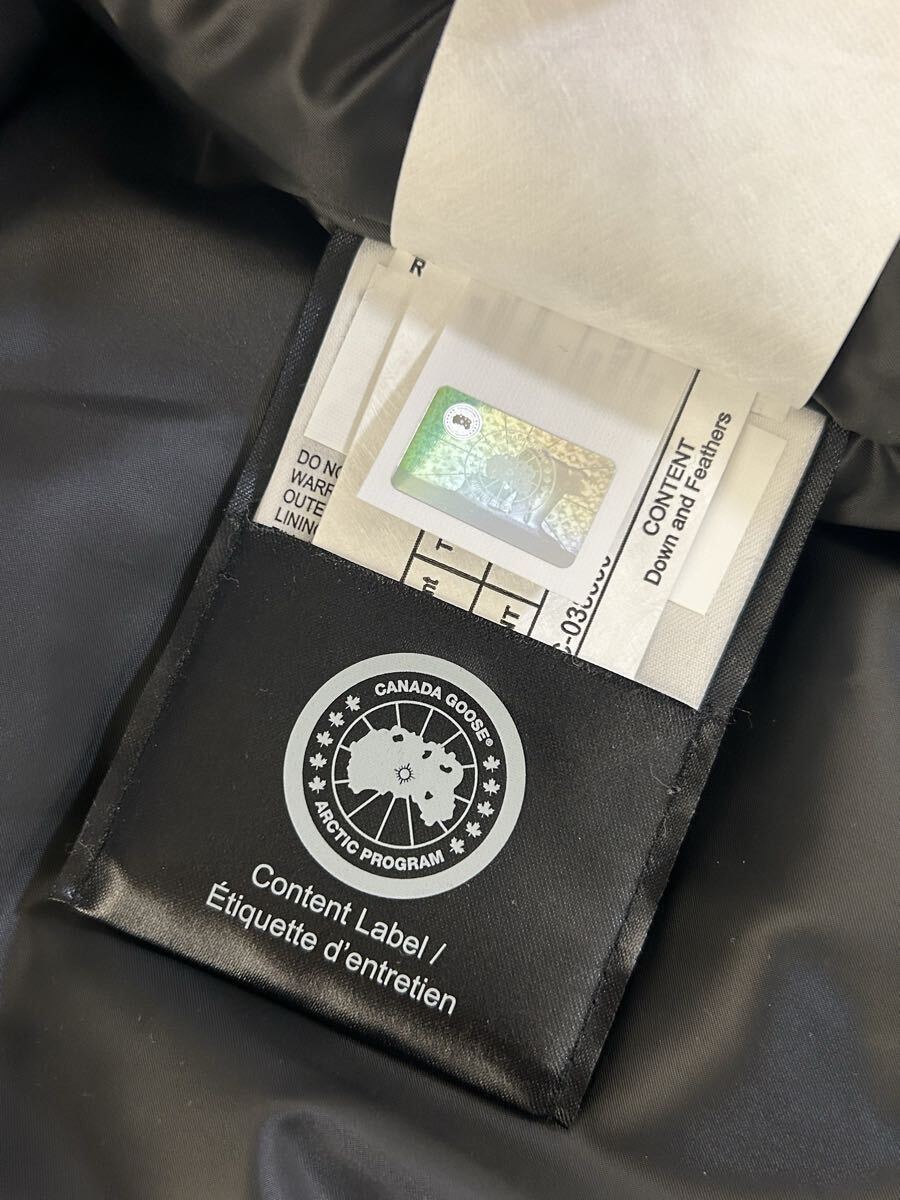 R
DO NO
WARR
OUTE
LINING
CONTENT
Down and Feathers
CANADA GOOSE®
ARCTIC PROGRAM
Content Label /
Étiquette d'entretien